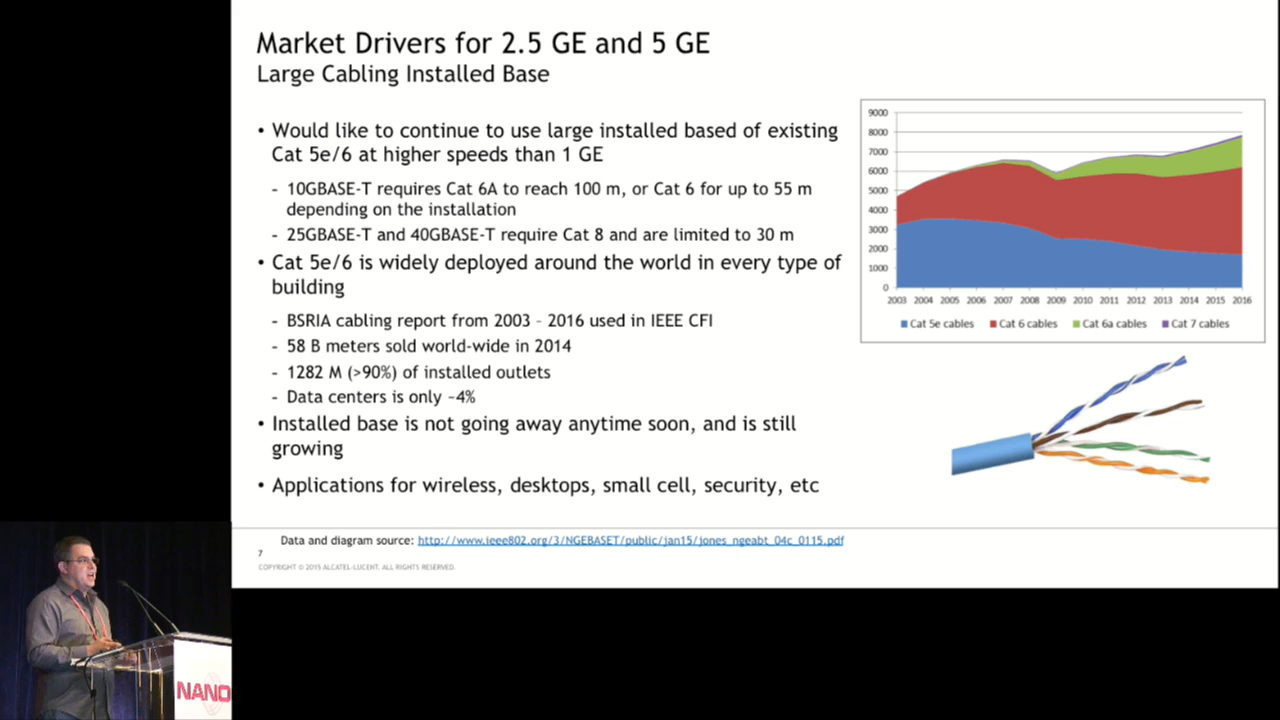 Market Drivers for 2.5 GE and 5 GE
Large Cabling Installed Base
• Would like to continue to use large installed based of existing
Cat 5e/6 at higher speeds than 1 GE
- 10GBASE-T requires Cat 6A to reach 100 m, or Cat 6 for up to 55 m
depending on the installation
- 25GBASE-T and 40GBASE-T require Cat 8 and are limited to 30 m
• Cat 5e/6 is widely deployed around the world in every type of
building
- BSRIA cabling report from 2003 – 2016 used in IEEE CFI
- 58 B meters sold world-wide in 2014
- 1282 M (>90%) of installed outlets
- Data centers is only ~4%
• Installed base is not going away anytime soon, and is still
growing
• Applications for wireless, desktops, small cell, security, etc
9000
8000
7000
6000
5000
4000
3000
2000
1000
0
2003 2004 2005 2006 2007 2008 2009 2010 2011 2012 2013 2014 2015 2016
Cat 5e cables Cat 6 cables Cat 6a cables Cat 7 cables
Data and diagram source: http://www.ieee802.org/3/NGEBASET/public/jan15/jones_ngeabt_04c_0115.pdf
7
COPYRIGHT © 2015 ALCATEL-LUCENT. ALL RIGHTS RESERVED.
NANO